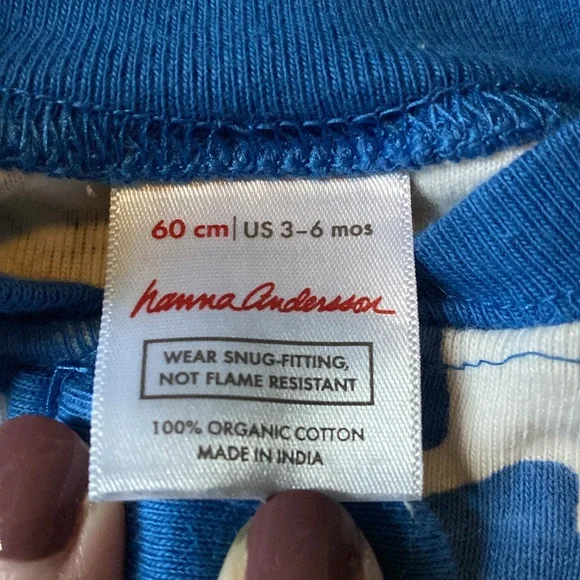 60 cm | US 3–6 mos
hanna andersson
WEAR SNUG-FITTING,
NOT FLAME RESISTANT
100% ORGANIC COTTON
MADE IN INDIA